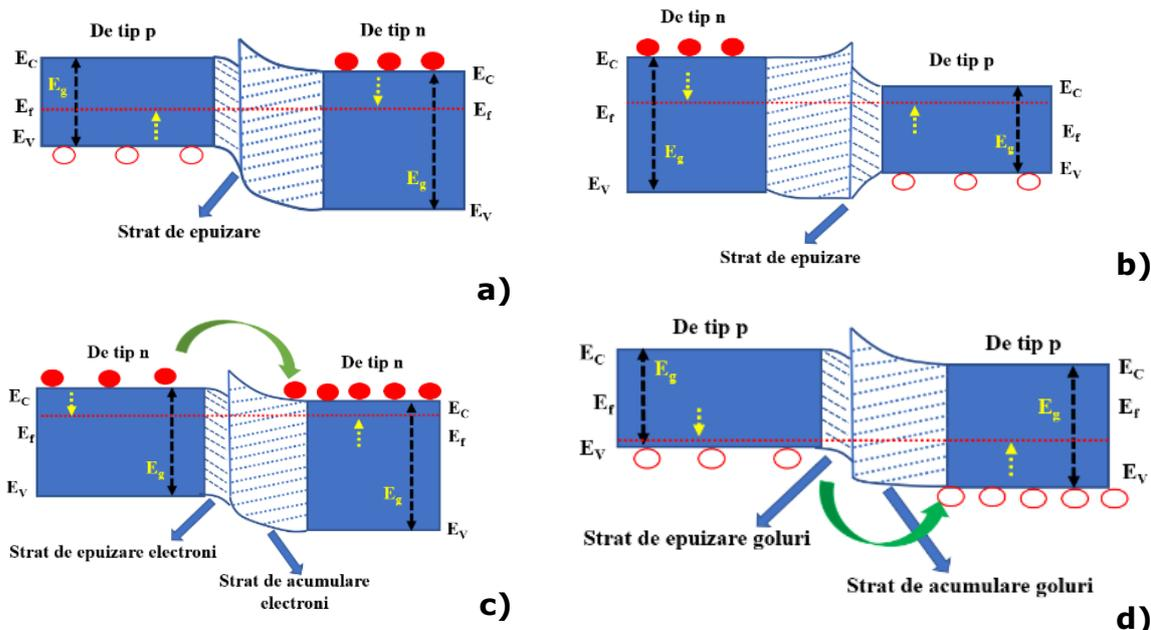 De tip p
De tip n
E_C
E_g
E_f
E_V
E_C
E_f
E_g
E_V
Strat de epuizare
a)
De tip n
De tip p
E_C
E_f
E_g
E_V
E_C
E_f
E_g
E_V
Strat de epuizare
b)
De tip n
De tip n
E_C
E_f
E_g
E_V
E_C
E_f
E_g
E_V
Strat de epuizare electroni
Strat de acumulare
electroni
c)
De tip p
De tip p
E_C
E_g
E_f
E_V
E_C
E_g
E_f
E_V
Strat de epuizare goluri
Strat de acumulare goluri
d)